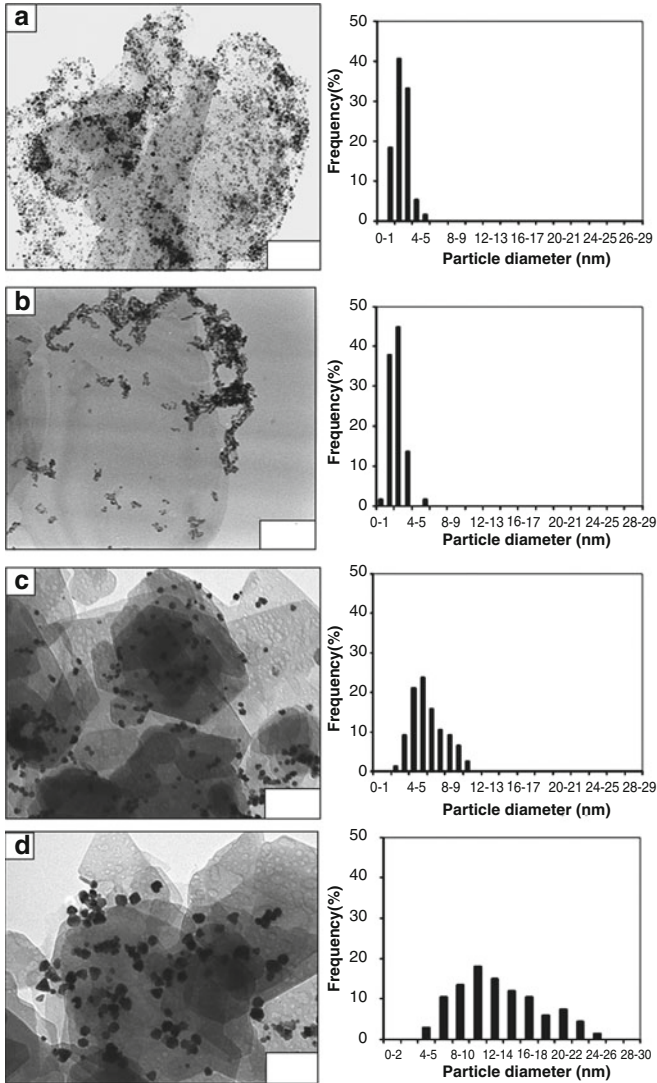 a
Frequency(%)
50
40
30
20
10
0
0-1 4-5 8-9 12-13 16-17 20-21 24-25 26-29
Particle diameter (nm)
b
Frequency(%)
50
40
30
20
10
0
0-1 4-5 8-9 12-13 16-17 20-21 24-25 28-29
Particle diameter (nm)
c
Frequency(%)
50
40
30
20
10
0
0-1 4-5 8-9 12-13 16-17 20-21 24-25 28-29
Particle diameter (nm)
d
Frequency(%)
50
40
30
20
10
0
0-2 4-5 8-10 12-14 16-18 20-22 24-26 28-30
Particle diameter (nm)